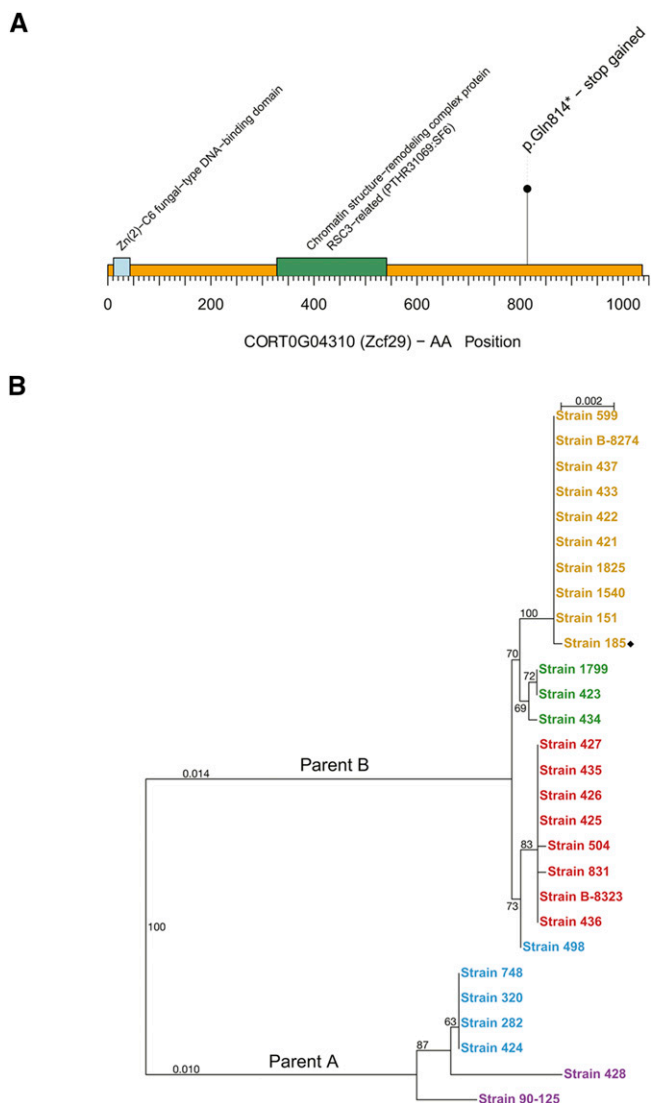 A
Zn(2)−C6 fungal−type DNA−binding domain
Chromatin structure−remodeling complex protein
RSC3−related (PTHR31069:SF6)
p.Gln814* − stop gained
0 200 400 600 800 1000
CORT0G04310 (Zcf29) − AA Position
B
0.002
Strain 599
Strain B-8274
Strain 437
Strain 433
Strain 422
Strain 421
Strain 1825
Strain 1540
100
Strain 151
Strain 185◆
70
Strain 1799
72
Strain 423
69
Strain 434
Strain 427
Parent B
0.014
Strain 435
Strain 426
Strain 425
83
Strain 504
Strain 831
Strain B-8323
73
Strain 436
100
Strain 498
Strain 748
Strain 320
63
Strain 282
87
Strain 424
Parent A
0.010
Strain 428
Strain 90-125